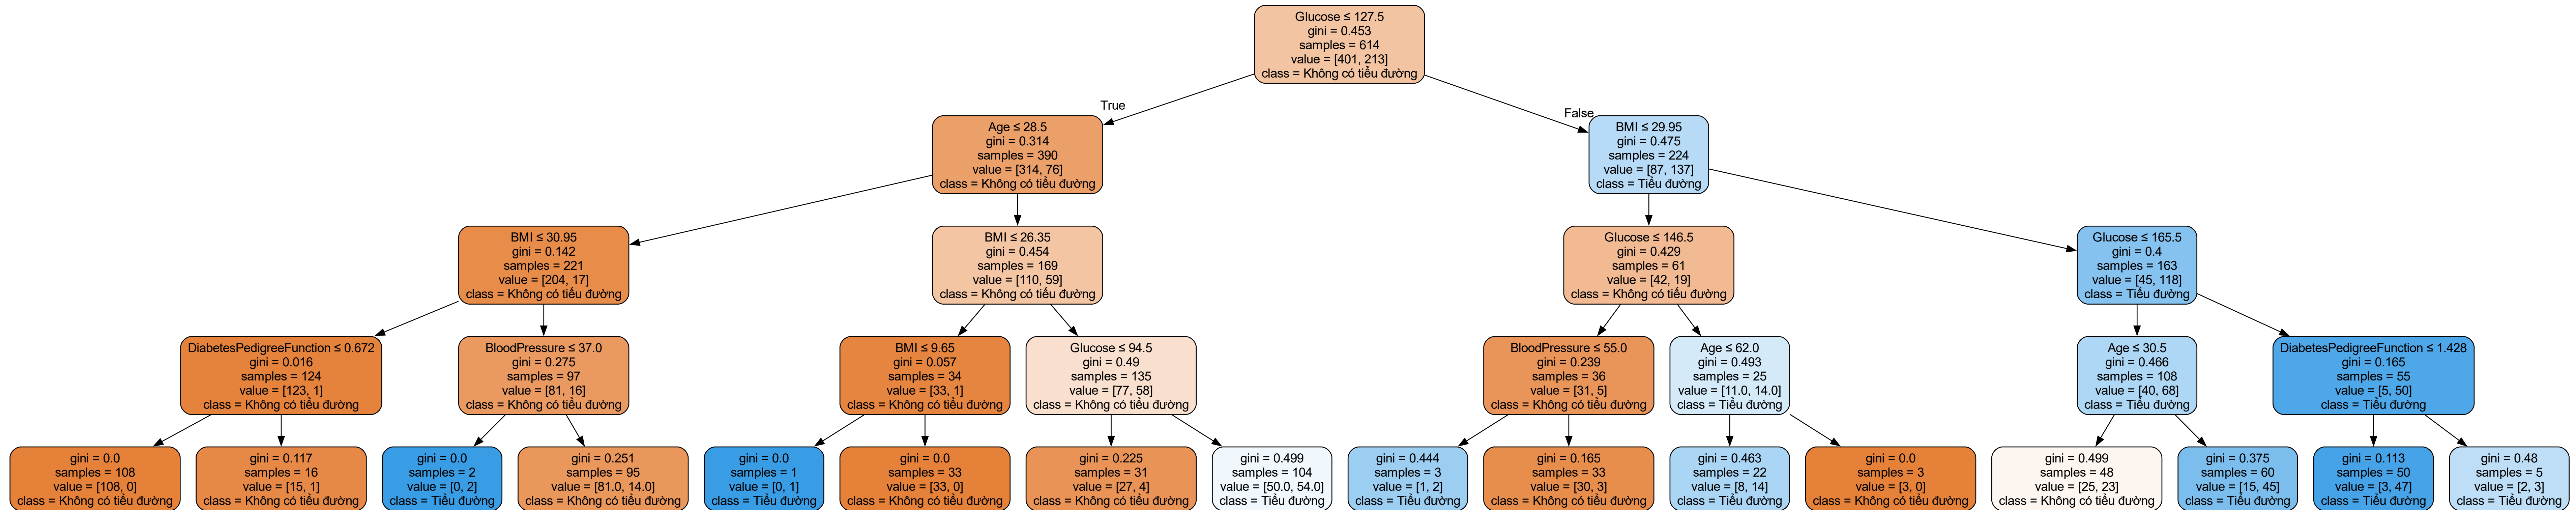 Glucose ≤ 127.5
gini = 0.453
samples = 614
value = [401, 213]
class = Không có tiểu đường
True
False
Age ≤ 28.5
gini = 0.314
samples = 390
value = [314, 76]
class = Không có tiểu đường
BMI ≤ 29.95
gini = 0.475
samples = 224
value = [87, 137]
class = Tiểu đường
BMI ≤ 30.95
gini = 0.142
samples = 221
value = [204, 17]
class = Không có tiểu đường
BMI ≤ 26.35
gini = 0.454
samples = 169
value = [110, 59]
class = Không có tiểu đường
Glucose ≤ 146.5
gini = 0.429
samples = 61
value = [42, 19]
class = Không có tiểu đường
Glucose ≤ 165.5
gini = 0.4
samples = 163
value = [45, 118]
class = Tiểu đường
DiabetesPedigreeFunction ≤ 0.672
gini = 0.016
samples = 124
value = [123, 1]
class = Không có tiểu đường
BloodPressure ≤ 37.0
gini = 0.275
samples = 97
value = [81, 16]
class = Không có tiểu đường
BMI ≤ 9.65
gini = 0.057
samples = 34
value = [33, 1]
class = Không có tiểu đường
Glucose ≤ 94.5
gini = 0.49
samples = 135
value = [77, 58]
class = Không có tiểu đường
BloodPressure ≤ 55.0
gini = 0.239
samples = 36
value = [31, 5]
class = Không có tiểu đường
Age ≤ 62.0
gini = 0.493
samples = 25
value = [11.0, 14.0]
class = Tiểu đường
Age ≤ 30.5
gini = 0.466
samples = 108
value = [40, 68]
class = Tiểu đường
DiabetesPedigreeFunction ≤ 1.428
gini = 0.165
samples = 55
value = [5, 50]
class = Tiểu đường
gini = 0.0
samples = 108
value = [108, 0]
class = Không có tiểu đường
gini = 0.117
samples = 16
value = [15, 1]
class = Không có tiểu đường
gini = 0.0
samples = 2
value = [0, 2]
class = Tiểu đường
gini = 0.251
samples = 95
value = [81.0, 14.0]
class = Không có tiểu đường
gini = 0.0
samples = 1
value = [0, 1]
class = Tiểu đường
gini = 0.0
samples = 33
value = [33, 0]
class = Không có tiểu đường
gini = 0.225
samples = 31
value = [27, 4]
class = Không có tiểu đường
gini = 0.499
samples = 104
value = [50.0, 54.0]
class = Tiểu đường
gini = 0.444
samples = 3
value = [1, 2]
class = Tiểu đường
gini = 0.165
samples = 33
value = [30, 3]
class = Không có tiểu đường
gini = 0.463
samples = 22
value = [8, 14]
class = Tiểu đường
gini = 0.0
samples = 3
value = [3, 0]
class = Không có tiểu đường
gini = 0.499
samples = 48
value = [25, 23]
class = Không có tiểu đường
gini = 0.375
samples = 60
value = [15, 45]
class = Tiểu đường
gini = 0.113
samples = 50
value = [3, 47]
class = Tiểu đường
gini = 0.48
samples = 5
value = [2, 3]
class = Tiểu đường